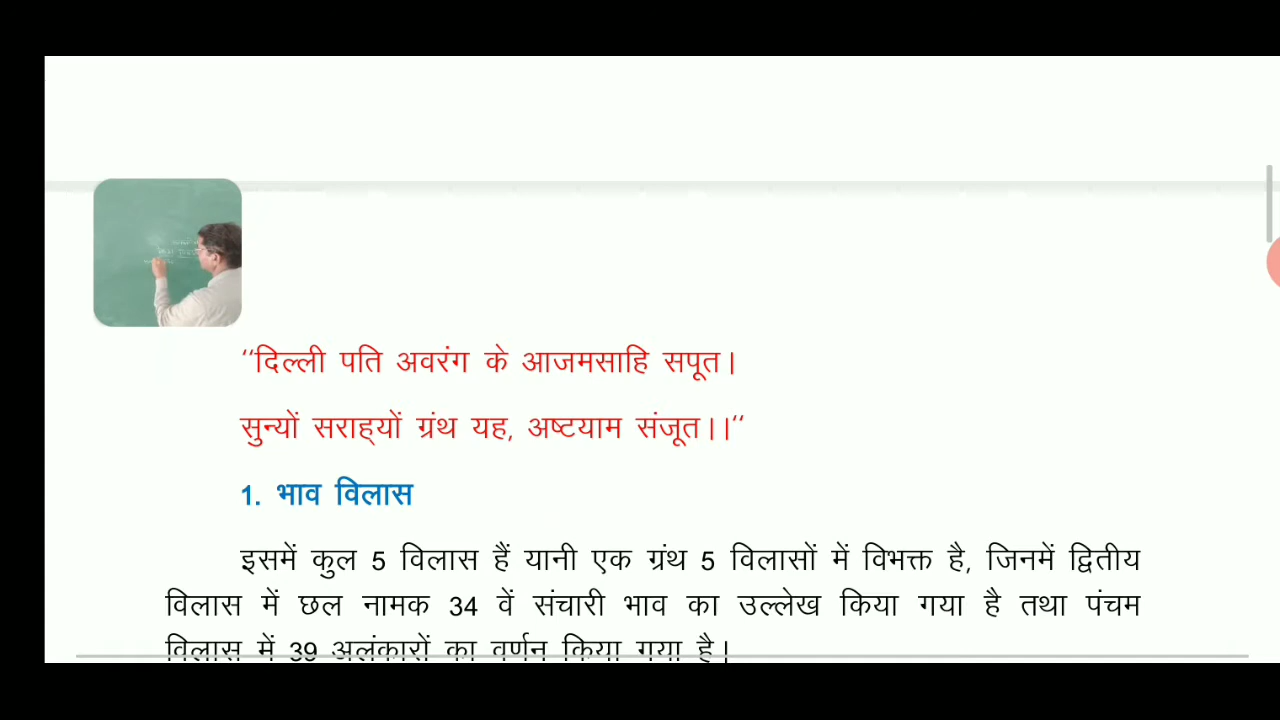 ‘‘दिल्ली पति अवरंग के आजमसाहि सपूत।
सुन्यों सराह्यों ग्रंथ यह, अष्टयाम संजूत।।‘‘
1. भाव विलास
इसमें कुल 5 विलास हैं यानी एक ग्रंथ 5 विलासों में विभक्त है, जिनमें द्वितीय
विलास में छल नामक 34 वें संचारी भाव का उल्लेख किया गया है तथा पंचम
विलास में 39 अलंकारों का वर्णन किया गया है।